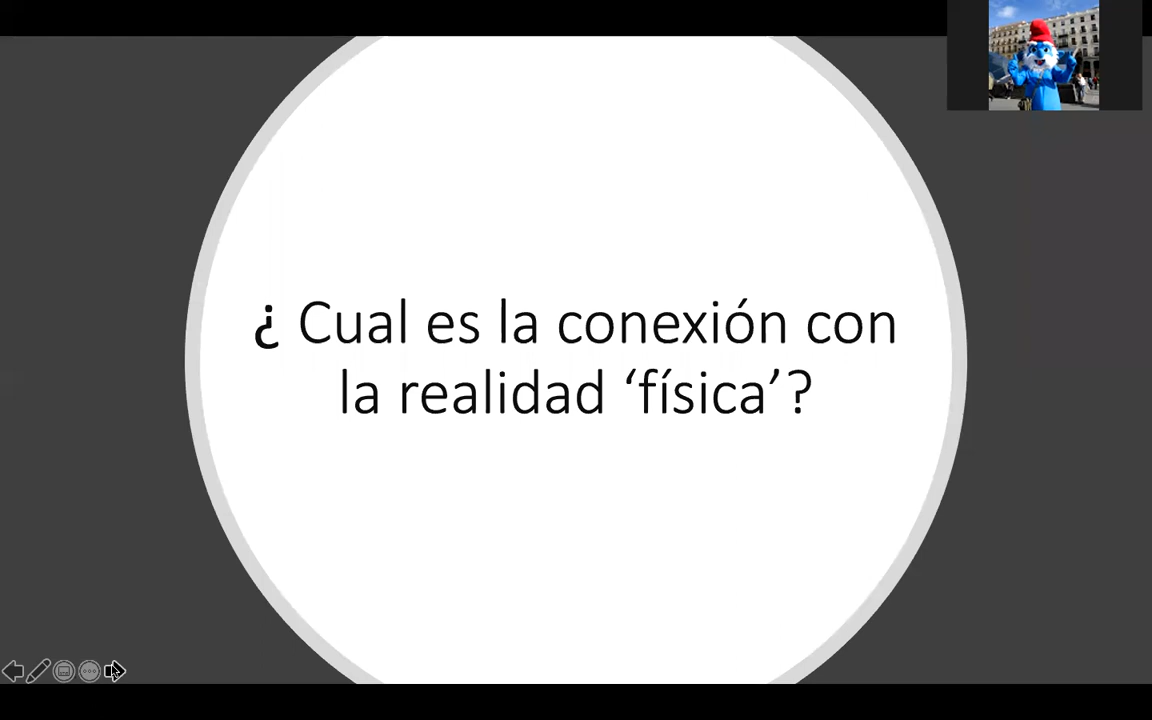 ¿ Cual es la conexión con
la realidad ‘física’?